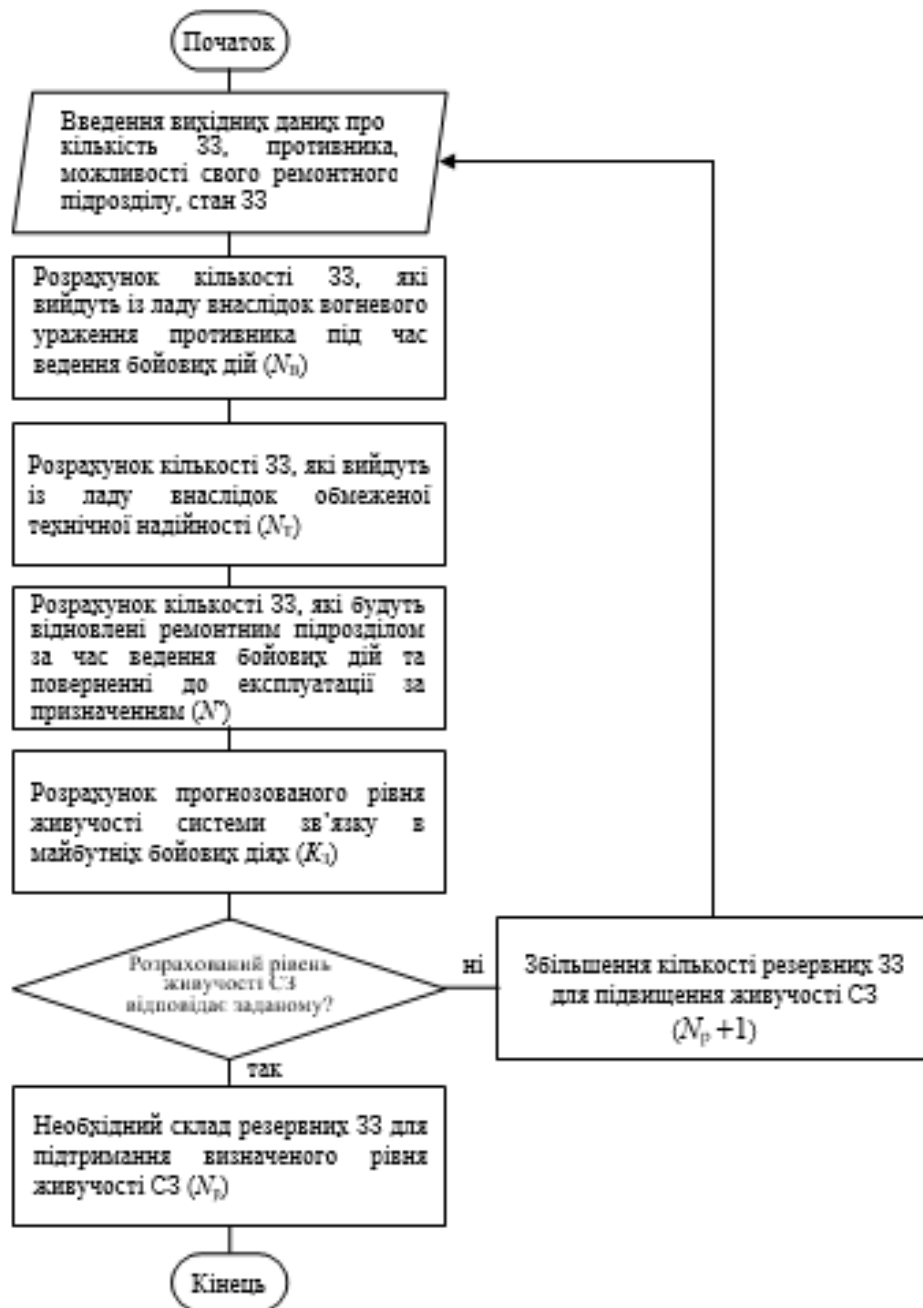 Початок
Введення вихідних даних про
кількість ЗЗ, противника,
можливості свого ремонтного
підрозділу, стан ЗЗ
Розрахунок кількості ЗЗ, які
вийдуть із ладу внаслідок вогневого
ураження противника під час
ведення бойових дій (Nв)
Розрахунок кількості ЗЗ, які вийдуть
із ладу внаслідок обмеженої
технічної надійності (Nт)
Розрахунок кількості ЗЗ, які будуть
відновлені ремонтним підрозділом
за час ведення бойових дій та
поверненні до експлуатації за
призначенням (N')
Розрахунок прогнозованого рівня
живучості системи зв’язку в
майбутніх бойових діях (Kз)
Розрахований рівень
живучості СЗ
відповідає заданому?
ні
Збільшення кількості резервних ЗЗ
для підвищення живучості СЗ
(Nр +1)
так
Необхідний склад резервних ЗЗ для
підтримання визначеного рівня
живучості СЗ (Nр)
Кінець